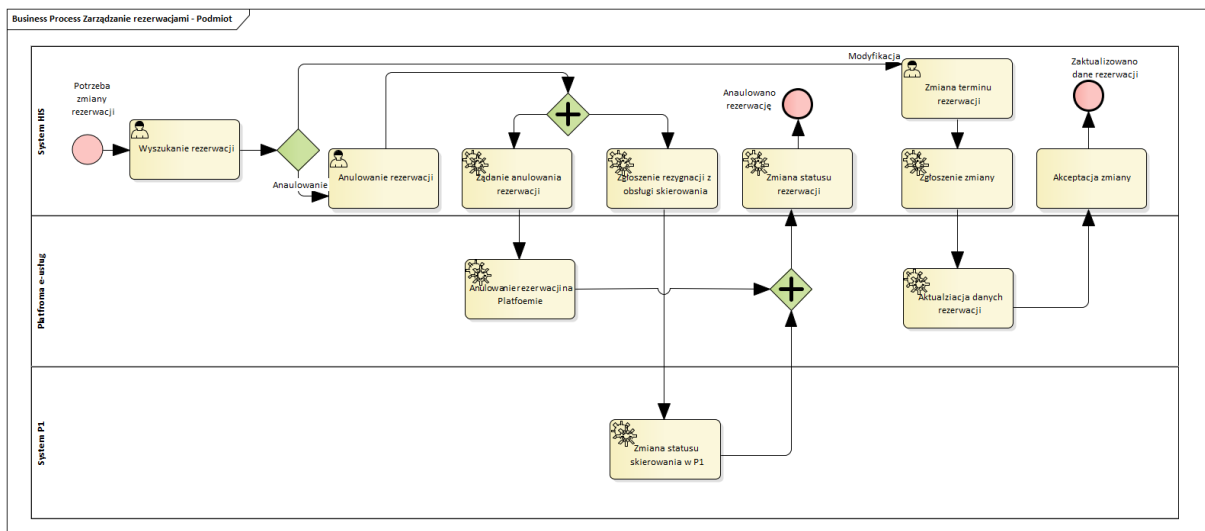 Business Process Zarządzanie rezerwacjami - Podmiot
System HIS
Potrzeba
zmiany
rezerwacji
Wyszukanie rezerwacji
Anaulowanie
Anulowanie rezerwacji
Modyfikacja
Żądanie anulowania
rezerwacji
Zgłoszenie rezygnacji z
obsługi skierowania
Anaulowano
rezerwację
Zmiana statusu
rezerwacji
Zmiana terminu
rezerwacji
Zgłoszenie zmiany
Zaktualizowano
dane rezerwacji
Akceptacja zmiany
Platfroma e-usług
Anulowanie rezerwacji na
Platfoemie
Aktualziacja danych
rezerwacji
System P1
Zmiana statusu
skierowania w P1